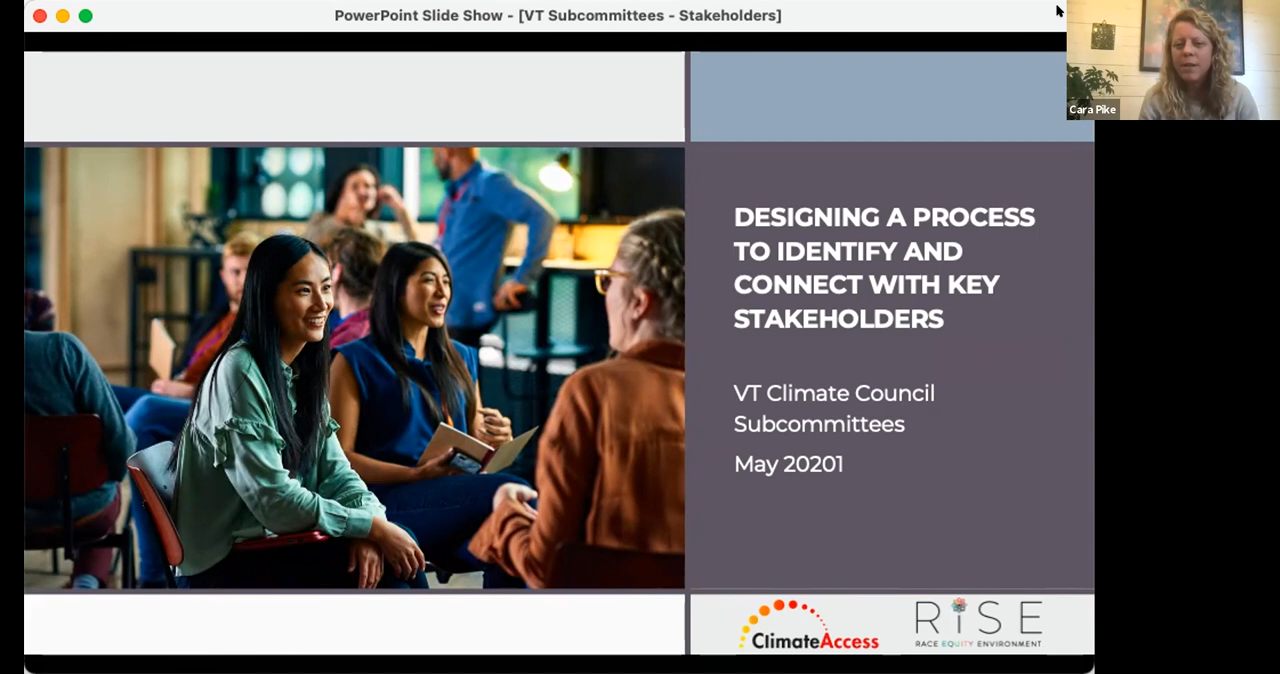 PowerPoint Slide Show - [VT Subcommittees - Stakeholders]
Cara Pike
DESIGNING A PROCESS
TO IDENTIFY AND
CONNECT WITH KEY
STAKEHOLDERS
VT Climate Council
Subcommittees
May 20201
ClimateAccess
RISE
RACE EQUITY ENVIRONMENT